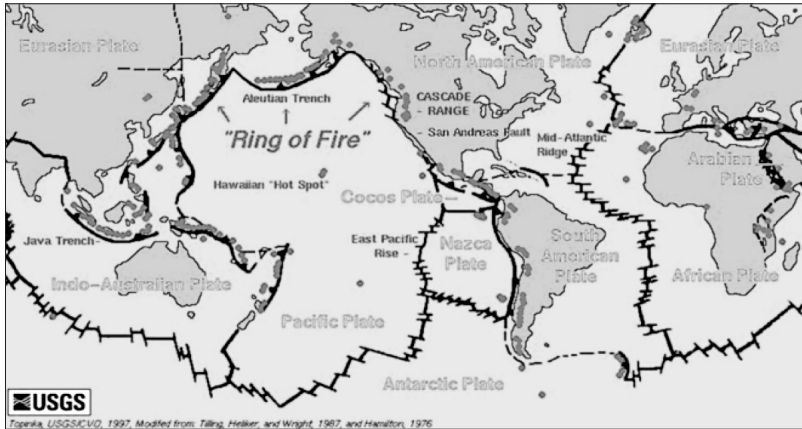 Eurasian Plate
North American Plate
Eurasian Plate
Aleutian Trench
CASCADE
RANGE
"Ring of Fire"
San Andreas Fault
Mid-Atlantic
Ridge
Arabian
Plate
Hawaiian "Hot Spot"
Cocos Plate
Java Trench
East Pacific
Rise
Nazca
Plate
South
American
Plate
Indo-Australian Plate
African Plate
Pacific Plate
Antarctic Plate
USGS
Topinka, USGS/CVO, 1997, Modified from: Tilling, Heliker, and Wright, 1987, and Hamilton, 1976